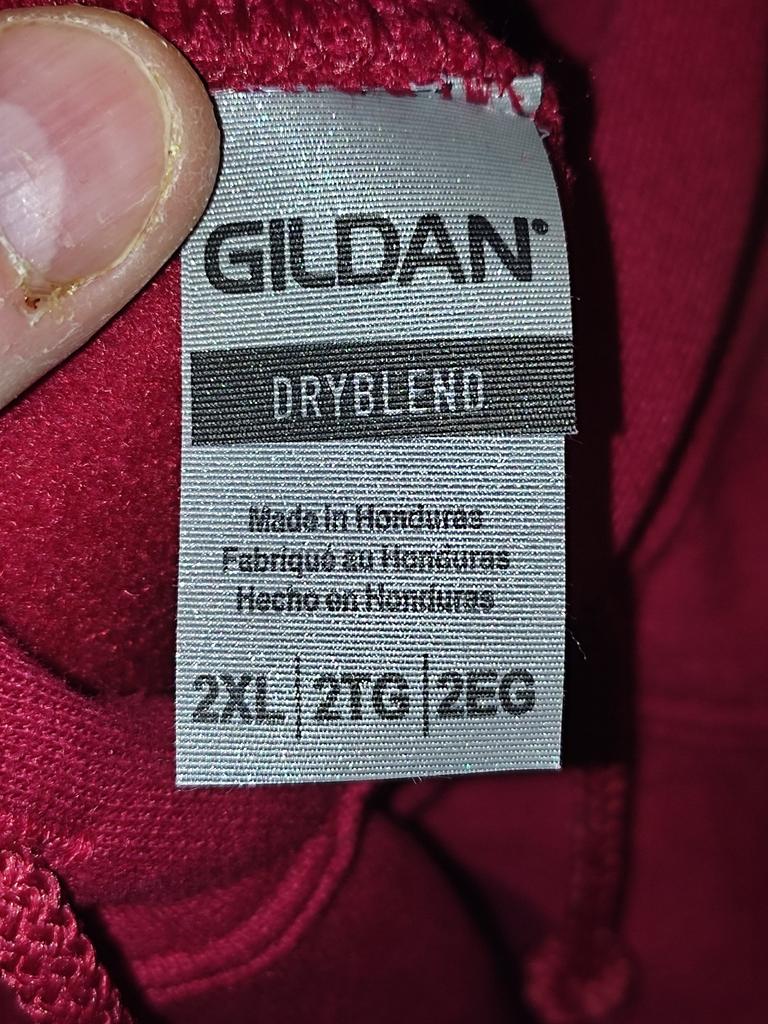 GILDAN®
DRYBLEND
Made in Honduras
Fabriqué au Honduras
Hecho en Honduras
2XL|2TG|2EG